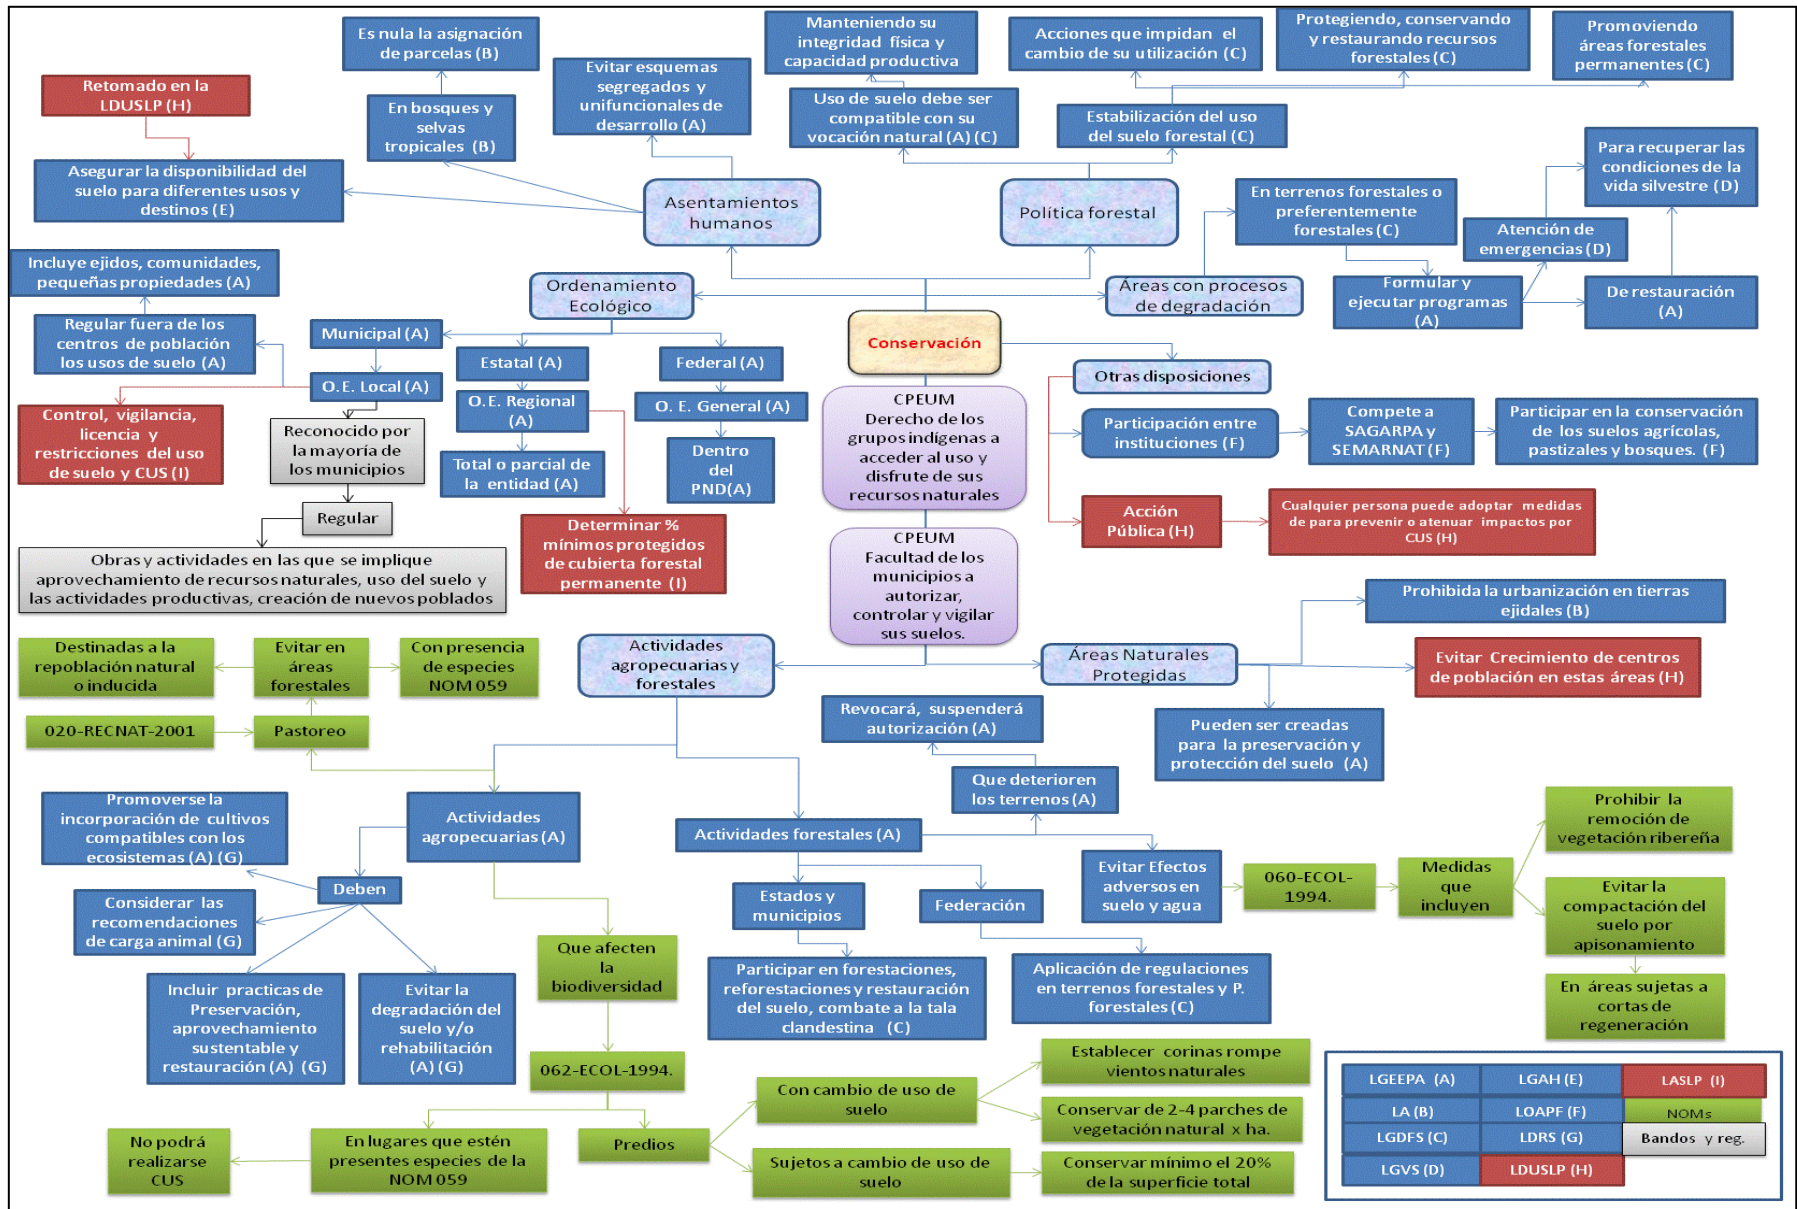 Es nula la asignación
de parcelas (B)
Manteniendo su
integridad física y
capacidad productiva
Acciones que impidan el
cambio de su utilización (C)
Protegiendo, conservando
y restaurando recursos
forestales (C)
Promoviendo
áreas forestales
permanentes (C)
Retomado en la
LDUSLP (H)
En bosques y
selvas
tropicales (B)
Evitar esquemas
segregados y
unifuncionales de
desarrollo (A)
Uso de suelo debe ser
compatible con su
vocación natural (A) (C)
Estabilización del uso
del suelo forestal (C)
Asegurar la disponibilidad del
suelo para diferentes usos y
destinos (E)
Asentamientos
humanos
Política forestal
En terrenos forestales o
preferentemente
forestales (C)
Para recuperar las
condiciones de la
vida silvestre (D)
Atención de
emergencias (D)
Incluye ejidos, comunidades,
pequeñas propiedades (A)
Ordenamiento
Ecológico
Áreas con procesos
de degradación
Formular y
ejecutar programas
(A)
De restauración
(A)
Regular fuera de los
centros de población
los usos de suelo (A)
Municipal (A)
Estatal (A)
Federal (A)
Conservación
Otras disposiciones
O.E. Local (A)
O.E. Regional
(A)
O. E. General (A)
Control, vigilancia,
licencia y
restricciones del uso
de suelo y CUS (I)
Reconocido por
la mayoría de
los municipios
Total o parcial de
la entidad (A)
Dentro
del
PND(A)
CPEUM
Derecho de los
grupos indígenas a
acceder al uso y
disfrute de sus
recursos naturales
Participación entre
instituciones (F)
Compete a
SAGARPA y
SEMARNAT (F)
Participar en la conservación
de los suelos agrícolas,
pastizales y bosques. (F)
Regular
Determinar %
mínimos protegidos
de cubierta forestal
permanente (I)
Acción
Pública (H)
Cualquier persona puede adoptar medidas
de para prevenir o atenuar impactos por
CUS (H)
Obras y actividades en las que se implique
aprovechamiento de recursos naturales, uso del suelo y
las actividades productivas, creación de nuevos poblados
CPEUM
Facultad de los
municipios a
autorizar,
controlar y vigilar
sus suelos.
Prohibida la urbanización en tierras
ejidales (B)
Destinadas a la
repoblación natural
o inducida
Evitar en
áreas
forestales
Con presencia
de especies
NOM 059
Actividades
agropecuarias y
forestales
Áreas Naturales
Protegidas
Evitar Crecimiento de centros
de población en estas áreas (H)
020-RECNAT-2001
Pastoreo
Revocará, suspenderá
autorización (A)
Pueden ser creadas
para la preservación y
protección del suelo (A)
Que deterioren
los terrenos (A)
Promoverse la
incorporación de cultivos
compatibles con los
ecosistemas (A) (G)
Actividades
agropecuarias (A)
Actividades forestales (A)
Prohibir la
remoción de
vegetación ribereña
Deben
Considerar las
recomendaciones
de carga animal (G)
Estados y
municipios
Federación
Evitar Efectos
adversos en
suelo y agua
060-ECOL-
1994.
Medidas
que
incluyen
Evitar la
compactación del
suelo por
apisonamiento
Que afecten
la
biodiversidad
Incluir practicas de
Preservación,
aprovechamiento
sustentable y
restauración (A) (G)
Evitar la
degradación del
suelo y/o
rehabilitación
(A) (G)
Participar en forestaciones,
reforestaciones y restauración
del suelo, combate a la tala
clandestina (C)
Aplicación de regulaciones
en terrenos forestales y P.
forestales (C)
En áreas sujetas a
cortas de
regeneración
062-ECOL-1994.
Con cambio de uso de
suelo
Establecer corinas rompe
vientos naturales
Conservar de 2-4 parches de
vegetación natural x ha.
No podrá
realizarse
CUS
En lugares que estén
presentes especies de la
NOM 059
Predios
Sujetos a cambio de uso de
suelo
Conservar mínimo el 20%
de la superficie total
LGEEPA (A)
LGAH (E)
LASLP (I)
LA (B)
LOAPF (F)
NOMs
LGDFS (C)
LDRS (G)
Bandos y reg.
LGVS (D)
LDUSLP (H)